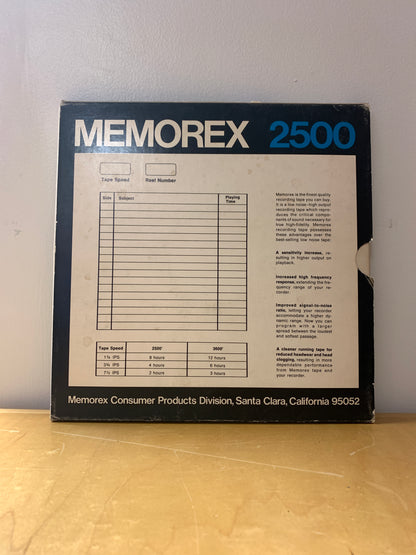 MEMOREX 2500
Tape Speed
Reel Number
Side Subject Playing
Time
Memorex is the finest quality
recording tape you can buy.
It is a low noise-high output
recording tape which repro-
duces the critical compon-
ents of sound necessary for
true high-fidelity. Memorex
recording tape possesses
these advantages over the
best-selling low noise tape:
A sensitivity increase, re-
sulting in higher output on
playback.
Increased high frequency
response, extending the fre-
quency range of your re-
corder.
Improved signal-to-noise
ratio, letting your recorder
accommodate a higher dy-
namic range. Now you can
program with a larger
spread between the loudest
and softest passage.
A cleaner running tape for
reduced headwear and head
clogging, resulting in more
dependable performance
from Memorex tape and
your recorder.
Tape Speed 2500' 3600'
1⅞ IPS 8 hours 12 hours
3¾ IPS 4 hours 6 hours
7½ IPS 2 hours 3 hours
Memorex Consumer Products Division, Santa Clara, California 95052